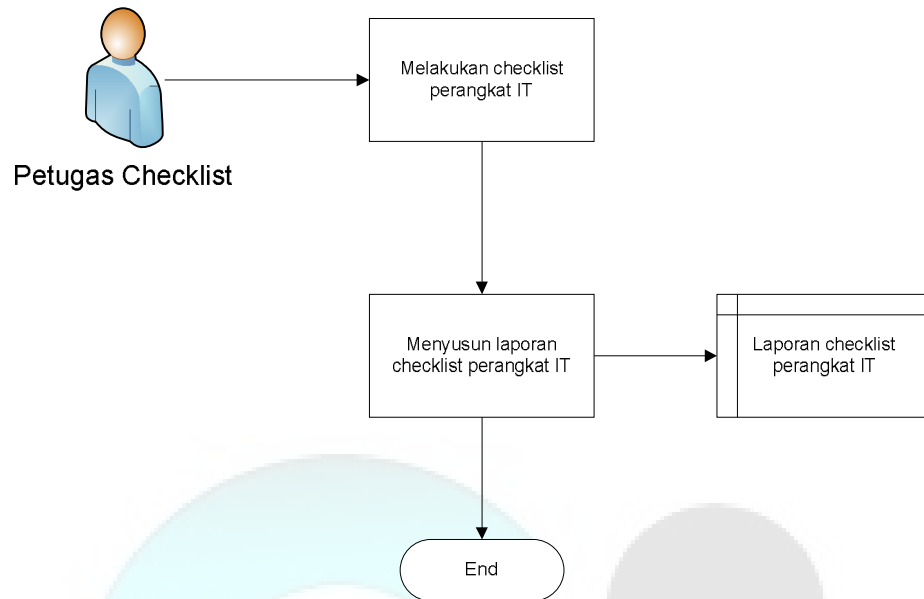 Melakukan checklist
perangkat IT
Petugas Checklist
Menyusun laporan
checklist perangkat IT
Laporan checklist
perangkat IT
End